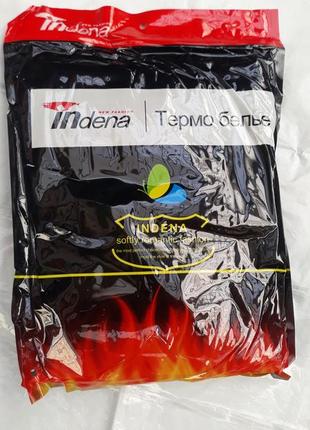 Indena
NEW FASHION
Indena
Термо белье
INDENA
softly romantic fashion